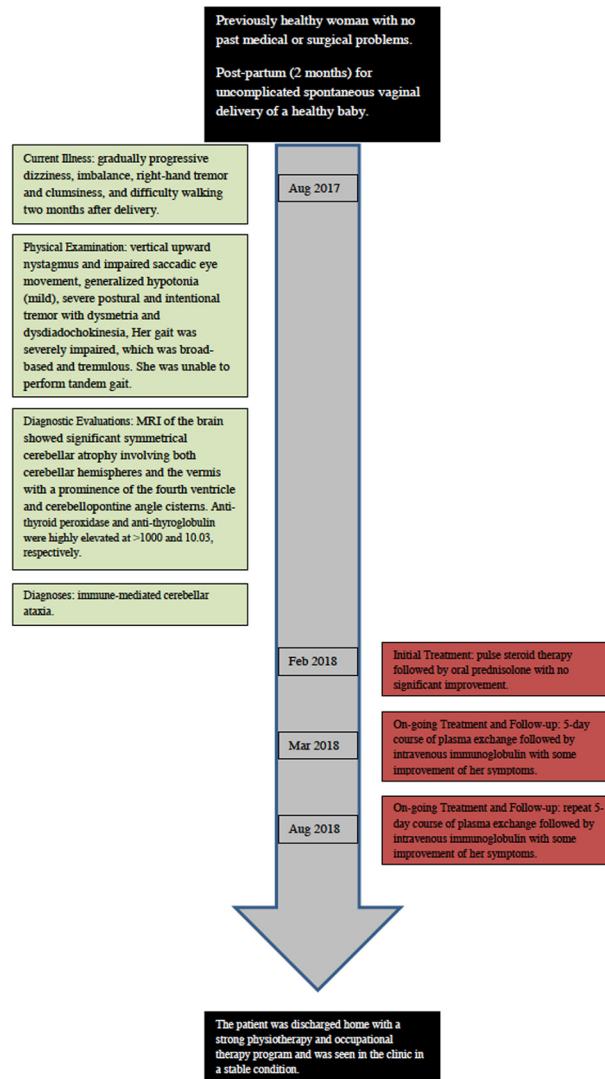 Previously healthy woman with no
past medical or surgical problems.
Post-partum (2 months) for
uncomplicated spontaneous vaginal
delivery of a healthy baby.
Current Illness: gradually progressive
dizziness, imbalance, right-hand tremor
and clumsiness, and difficulty walking
two months after delivery.
Aug 2017
Physical Examination: vertical upward
nystagmus and impaired saccadic eye
movement, generalized hypotonia
(mild), severe postural and intentional
tremor with dysmetria and
dysdiadochokinesia, Her gait was
severely impaired, which was broad-
based and tremulous. She was unable to
perform tandem gait.
Diagnostic Evaluations: MRI of the brain
showed significant symmetrical
cerebellar atrophy involving both
cerebellar hemispheres and the vermis
with a prominence of the fourth ventricle
and cerebellopontine angle cisterns. Anti-
thyroid peroxidase and anti-thyroglobulin
were highly elevated at >1000 and 10.03,
respectively.
Diagnoses: immune-mediated cerebellar
ataxia.
Feb 2018
Initial Treatment: pulse steroid therapy
followed by oral prednisolone with no
significant improvement.
Mar 2018
On-going Treatment and Follow-up: 5-day
course of plasma exchange followed by
intravenous immunoglobulin with some
improvement of her symptoms.
Aug 2018
On-going Treatment and Follow-up: repeat 5-
day course of plasma exchange followed by
intravenous immunoglobulin with some
improvement of her symptoms.
The patient was discharged home with a
strong physiotherapy and occupational
therapy program and was seen in the clinic in
a stable condition.